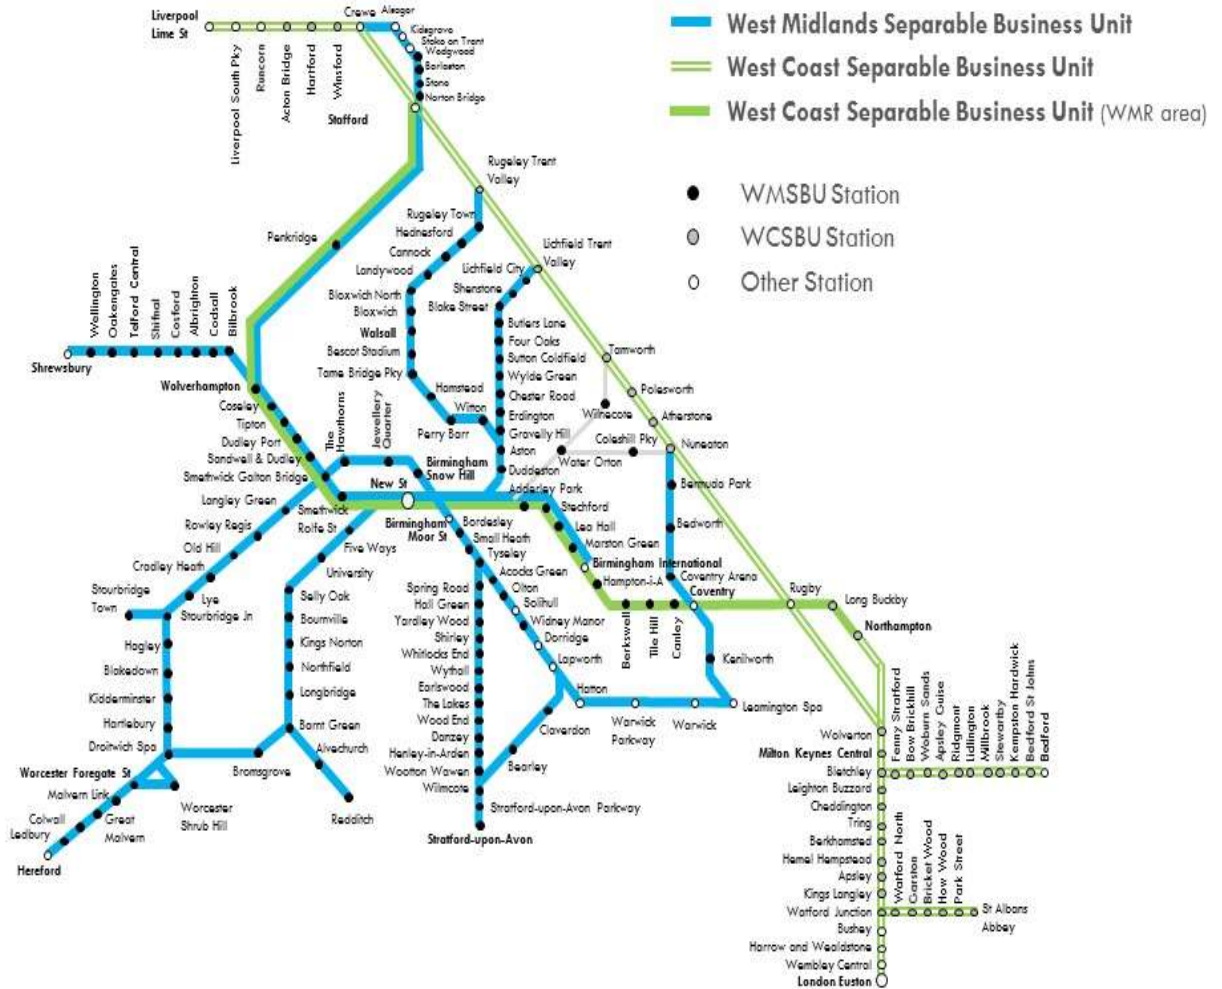 West Midlands Separable Business Unit
West Coast Separable Business Unit
West Coast Separable Business Unit (WMR area)
WMSBU Station
WCSBU Station
Other Station
Liverpool
Lime St
Liverpool South Pky
Runcorn
Acton Bridge
Hartford
Winsford
Crewe
Alsager
Kidsgrove
Stoke on Trent
Wedgwood
Barlaston
Stone
Norton Bridge
Stafford
Penkridge
Rugeley Trent
Valley
Rugeley Town
Hednesford
Cannock
Landywood
Bloxwich North
Bloxwich
Walsall
Bescot Stadium
Tame Bridge Pky
Hamstead
Perry Barr
Witton
Lichfield Trent
Valley
Lichfield City
Shenstone
Blake Street
Butlers Lane
Four Oaks
Sutton Coldfield
Wylde Green
Chester Road
Erdington
Gravelly Hill
Aston
Duddeston
Shrewsbury
Wellington
Oakengates
Telford Central
Shifnal
Cosford
Albrighton
Codsall
Bilbrook
Wolverhampton
Coseley
Tipton
Dudley Port
Sandwell & Dudley
Smethwick Galton Bridge
The
Hawthorns
Jewellery
Quarter
Birmingham
Snow Hill
New St
Langley Green
Smethwick
Rolfe St
Rowley Regis
Old Hill
Cradley Heath
Lye
Stourbridge
Town
Stourbridge Jn
Hagley
Blakedown
Kidderminster
Hartlebury
Droitwich Spa
Worcester Foregate St
Malvern Link
Great
Malvern
Colwall
Ledbury
Hereford
Worcester
Shrub Hill
Bromsgrove
Five Ways
University
Selly Oak
Bournville
Kings Norton
Northfield
Longbridge
Barnt Green
Alvechurch
Redditch
Birmingham
Moor St
Bordesley
Small Heath
Tyseley
Acocks Green
Olton
Solihull
Widney Manor
Dorridge
Lapworth
Hatton
Warwick
Parkway
Warwick
Leamington Spa
Kenilworth
Claverdon
Bearley
Spring Road
Hall Green
Yardley Wood
Shirley
Whitlocks End
Wythall
Earlswood
The Lakes
Wood End
Danzey
Henley-in-Arden
Wootton Wawen
Wilmcote
Stratford-upon-Avon Parkway
Stratford-upon-Avon
Adderley Park
Stechford
Lea Hall
Marston Green
Birmingham International
Hampton-i-A
Berkswell
Tile Hill
Canley
Coventry
Coventry Arena
Bedworth
Bermuda Park
Nuneaton
Tamworth
Polesworth
Atherstone
Wilnecote
Coleshill Pky
Water Orton
Rugby
Long Buckby
Northampton
Wolverton
Milton Keynes Central
Bletchley
Fenny Stratford
Bow Brickhill
Woburn Sands
Apsley Guise
Ridgmont
Lidlington
Millbrook
Stewartby
Kempston Hardwick
Bedford St Johns
Bedford
Leighton Buzzard
Cheddington
Tring
Berkhamsted
Hemel Hempstead
Apsley
Kings Langley
Watford Junction
Watford North
Garston
Bricket Wood
How Wood
Park Street
St Albans
Abbey
Bushey
Harrow and Wealdstone
Wembley Central
London Euston